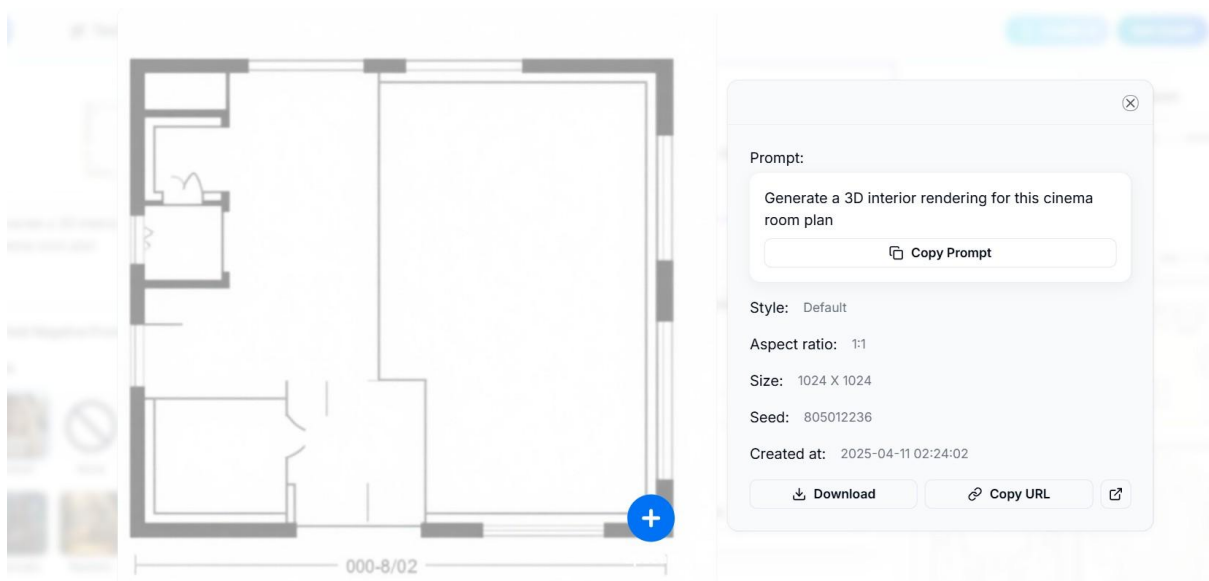 000-8/02
Prompt:
Generate a 3D interior rendering for this cinema
room plan
Copy Prompt
Style: Default
Aspect ratio: 1:1
Size: 1024 X 1024
Seed: 805012236
Created at: 2025-04-11 02:24:02
Download Copy URL